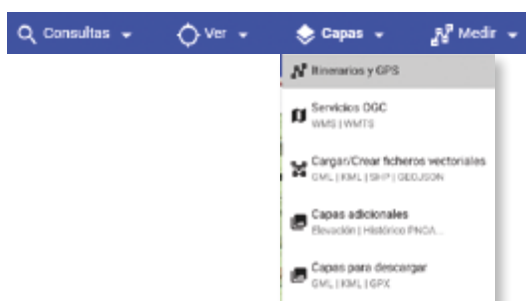 Consultas
Ver
Capas
Medir
Itinerarios y GPS
Servicios OGC
WMS | WMTS
Cargar/Crear ficheros vectoriales
GML | KML | SHP | GEOJSON
Capas adicionales
Elevación | Histórico PNOA...
Capas para descargar
GML | KML | GPX